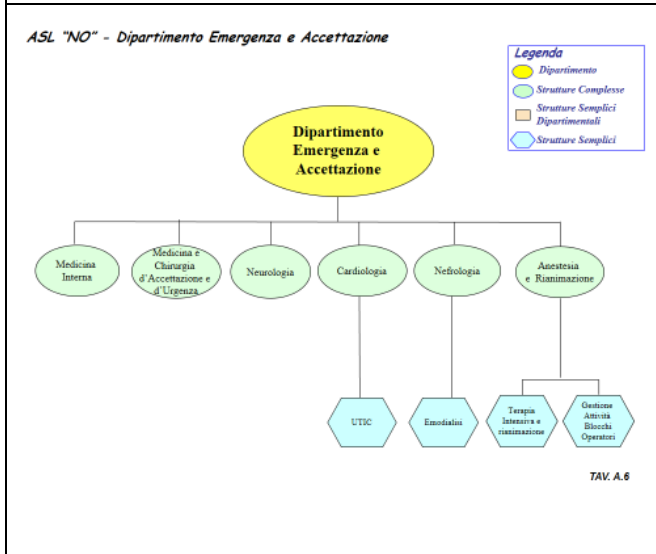 ASL "NO" - Dipartimento Emergenza e Accettazione
Legenda
Dipartimento
Strutture Complesse
Strutture Semplici
Dipartimentali
Strutture Semplici
Dipartimento
Emergenza e
Accettazione
Medicina
Interna
Medicina e
Chirurgia
d'Accettazione e
d'Urgenza
Neurologia
Cardiologia
Nefrologia
Anestesia
e Rianimazione
UTIC
Emodialisi
Terapia
Intensiva e
rianimazione
Gestione
Attività
Blocchi
Operatori
TAV. A.6